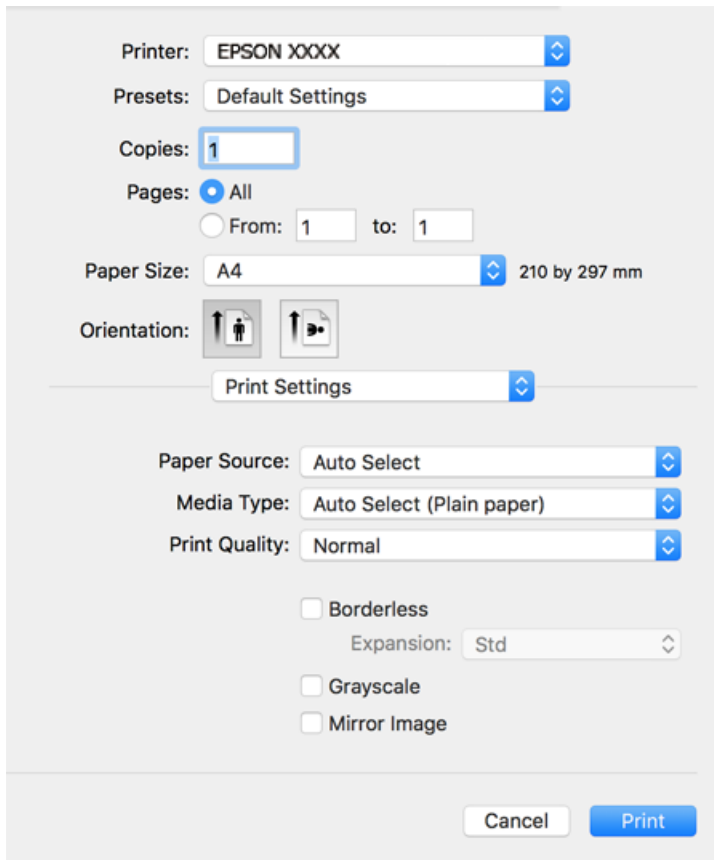 Printer: EPSON XXXX
Presets: Default Settings
Copies: 1
Pages: All
From: 1 to: 1
Paper Size: A4 210 by 297 mm
Orientation:
Print Settings
Paper Source: Auto Select
Media Type: Auto Select (Plain paper)
Print Quality: Normal
Borderless
Expansion: Std
Grayscale
Mirror Image
Cancel Print